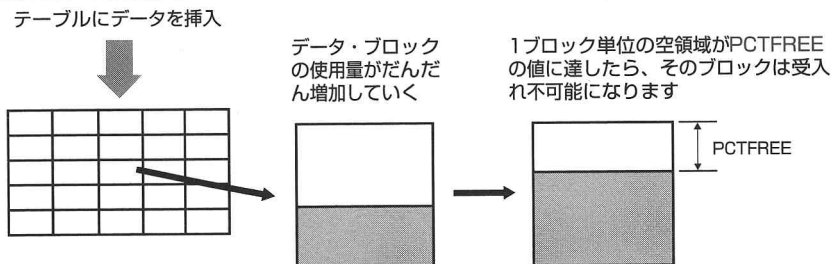 テーブルにデータを挿入
データ・ブロック
の使用量がだんだ
ん増加していく
1ブロック単位の空領域がPCTFREE
の値に達したら、そのブロックは受入
れ不可能になります
PCTFREE